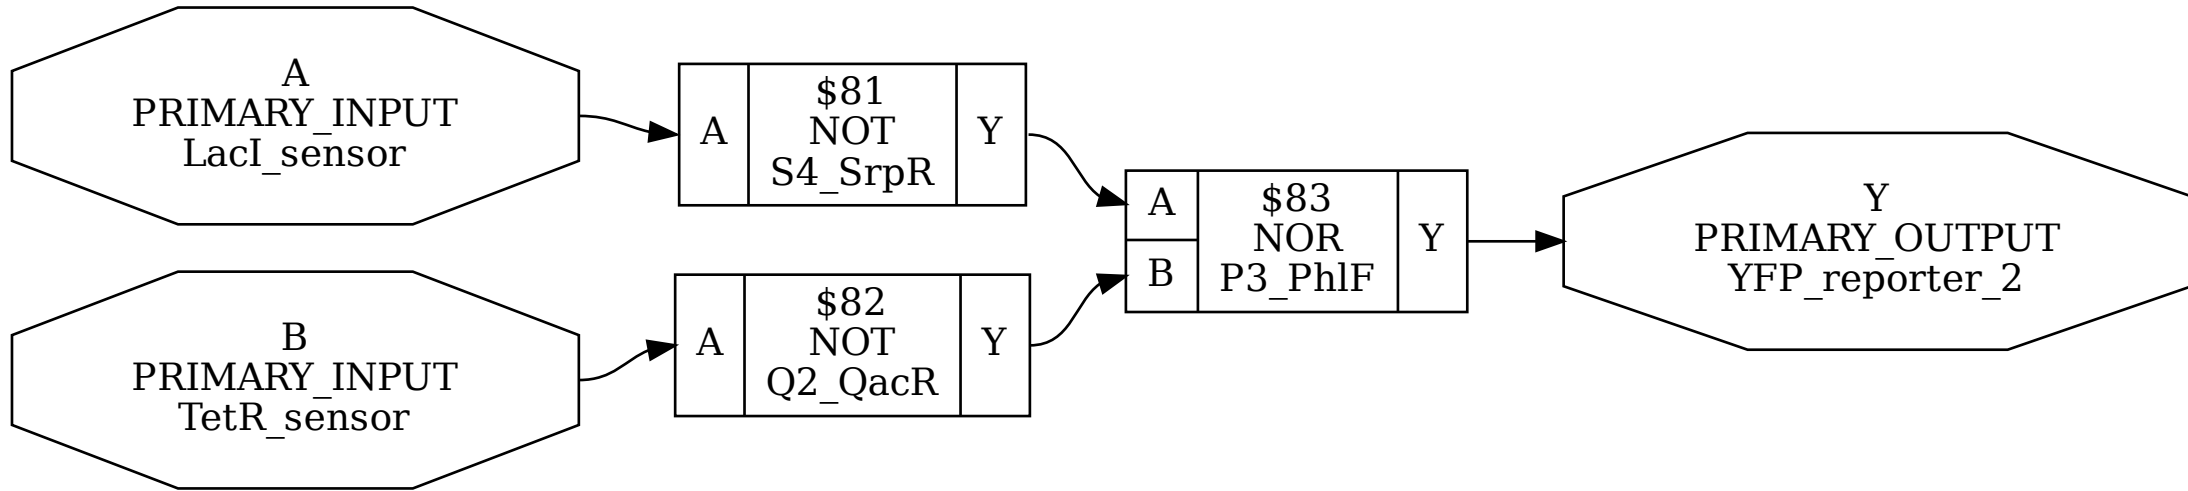 A
PRIMARY_INPUT
LacI_sensor
A
$81
NOT
S4_SrpR
Y
B
PRIMARY_INPUT
TetR_sensor
A
$82
NOT
Q2_QacR
Y
A
B
$83
NOR
P3_PhlF
Y
Y
PRIMARY_OUTPUT
YFP_reporter_2